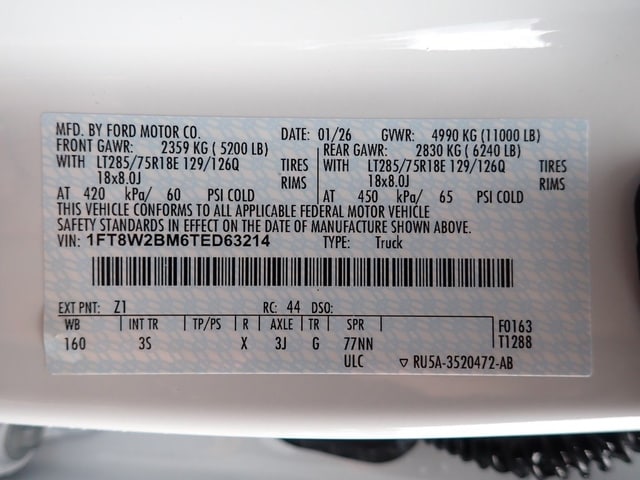 MFD. BY FORD MOTOR CO. DATE: 01/26 GVWR: 4990 KG (11000 LB)
FRONT GAWR: 2359 KG ( 5200 LB) REAR GAWR: 2830 KG ( 6240 LB)
WITH LT285/75R18E 129/126Q TIRES WITH LT285/75R18E 129/126Q TIRES
18x8.0J RIMS 18x8.0J RIMS
AT 420 kPa/ 60 PSI COLD AT 450 kPa/ 65 PSI COLD
THIS VEHICLE CONFORMS TO ALL APPLICABLE FEDERAL MOTOR VEHICLE
SAFETY STANDARDS IN EFFECT ON THE DATE OF MANUFACTURE SHOWN ABOVE.
VIN: 1FT8W2BM6TED63214 TYPE: Truck
EXT PNT: Z1 RC: 44 DSO:
WB INT TR TP/PS R AXLE TR SPR F0163
160 3S X 3J G 77NN T1288
ULC ▽ RU5A-3520472-AB